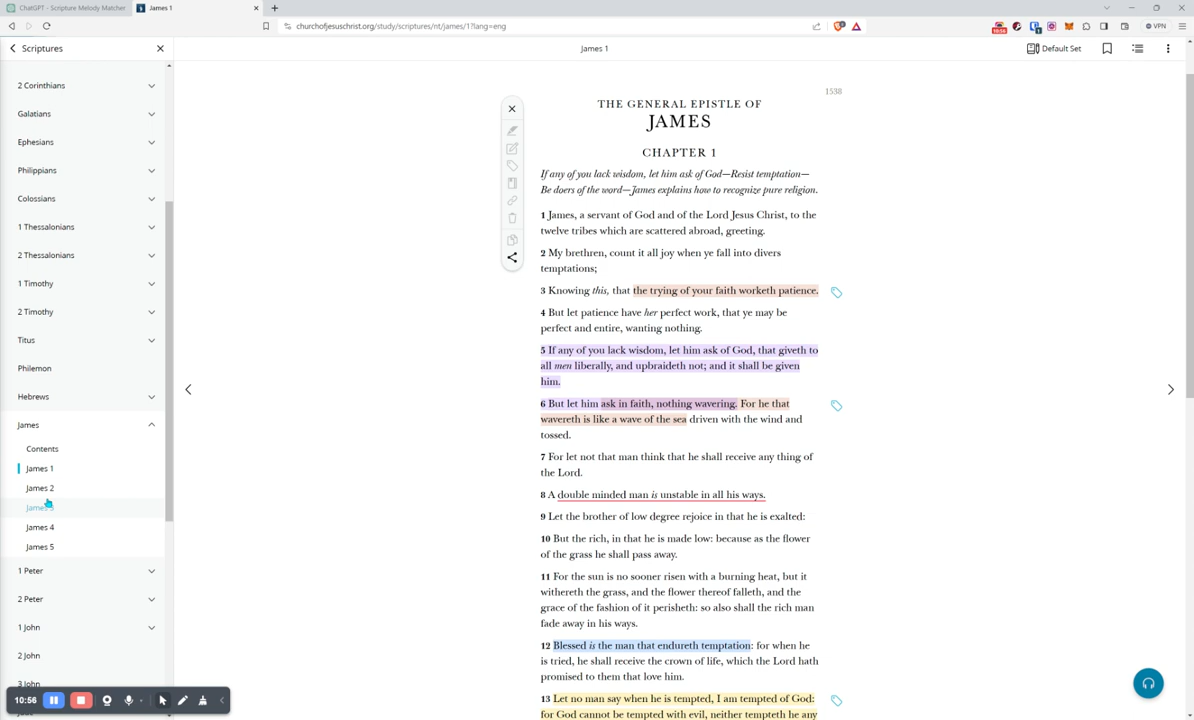 ChatGPT - Scripture Melody Matcher
James 1
churchofjesuschrist.org/study/scriptures/nt/james/1?lang=eng
10:56
VPN
Scriptures
James 1
Default Set
2 Corinthians
Galatians
Ephesians
Philippians
Colossians
1 Thessalonians
2 Thessalonians
1 Timothy
2 Timothy
Titus
Philemon
Hebrews
James
Contents
James 1
James 2
James 3
James 4
James 5
1 Peter
2 Peter
1 John
2 John
3 John
10:56
1538
THE GENERAL EPISTLE OF
JAMES
CHAPTER 1
If any of you lack wisdom, let him ask of God—Resist temptation—
Be doers of the word—James explains how to recognize pure religion.
1 James, a servant of God and of the Lord Jesus Christ, to the
twelve tribes which are scattered abroad, greeting.
2 My brethren, count it all joy when ye fall into divers
temptations;
3 Knowing this, that the trying of your faith worketh patience.
4 But let patience have her perfect work, that ye may be
perfect and entire, wanting nothing.
5 If any of you lack wisdom, let him ask of God, that giveth to
all men liberally, and upbraideth not; and it shall be given
him.
6 But let him ask in faith, nothing wavering. For he that
wavereth is like a wave of the sea driven with the wind and
tossed.
7 For let not that man think that he shall receive any thing of
the Lord.
8 A double minded man is unstable in all his ways.
9 Let the brother of low degree rejoice in that he is exalted:
10 But the rich, in that he is made low: because as the flower
of the grass he shall pass away.
11 For the sun is no sooner risen with a burning heat, but it
withereth the grass, and the flower thereof falleth, and the
grace of the fashion of it perisheth: so also shall the rich man
fade away in his ways.
12 Blessed is the man that endureth temptation: for when he
is tried, he shall receive the crown of life, which the Lord hath
promised to them that love him.
13 Let no man say when he is tempted, I am tempted of God:
for God cannot be tempted with evil, neither tempteth he any